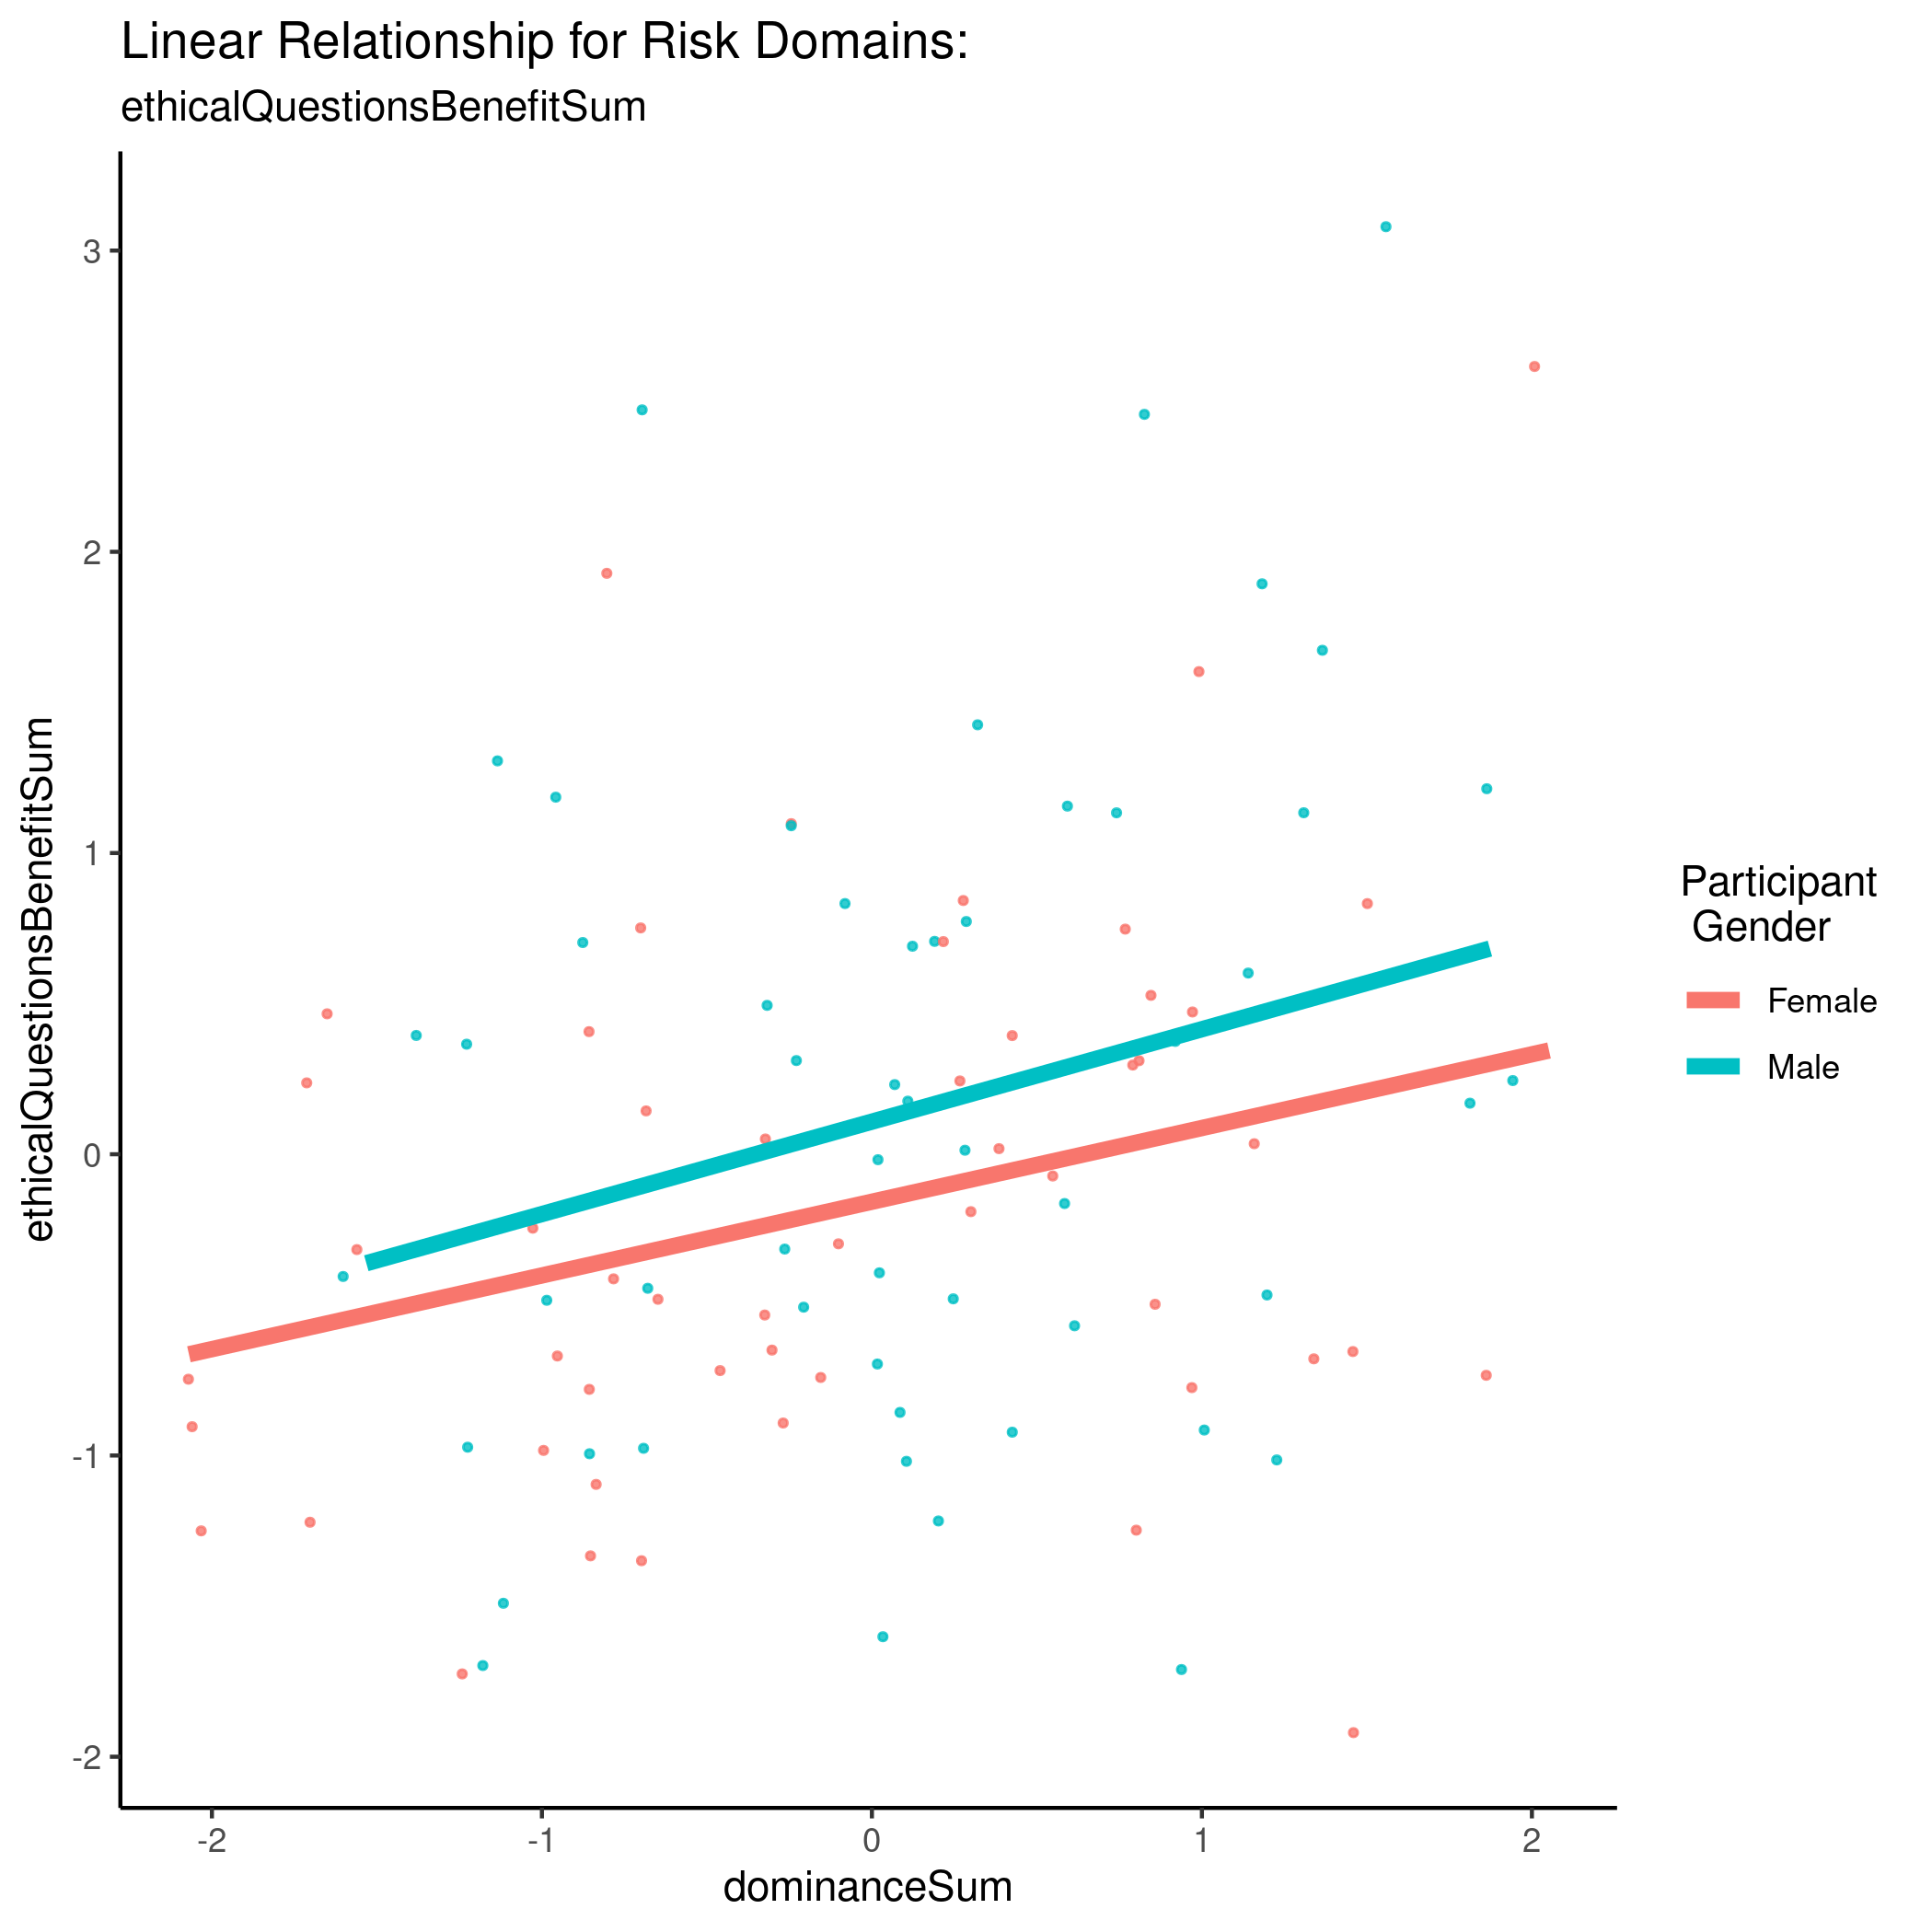 Linear Relationship for Risk Domains:
ethicalQuestionsBenefitSum
ethicalQuestionsBenefitSum
3
2
1
0
-1
-2
-2
-1
0
1
2
dominanceSum
Participant
Gender
Female
Male